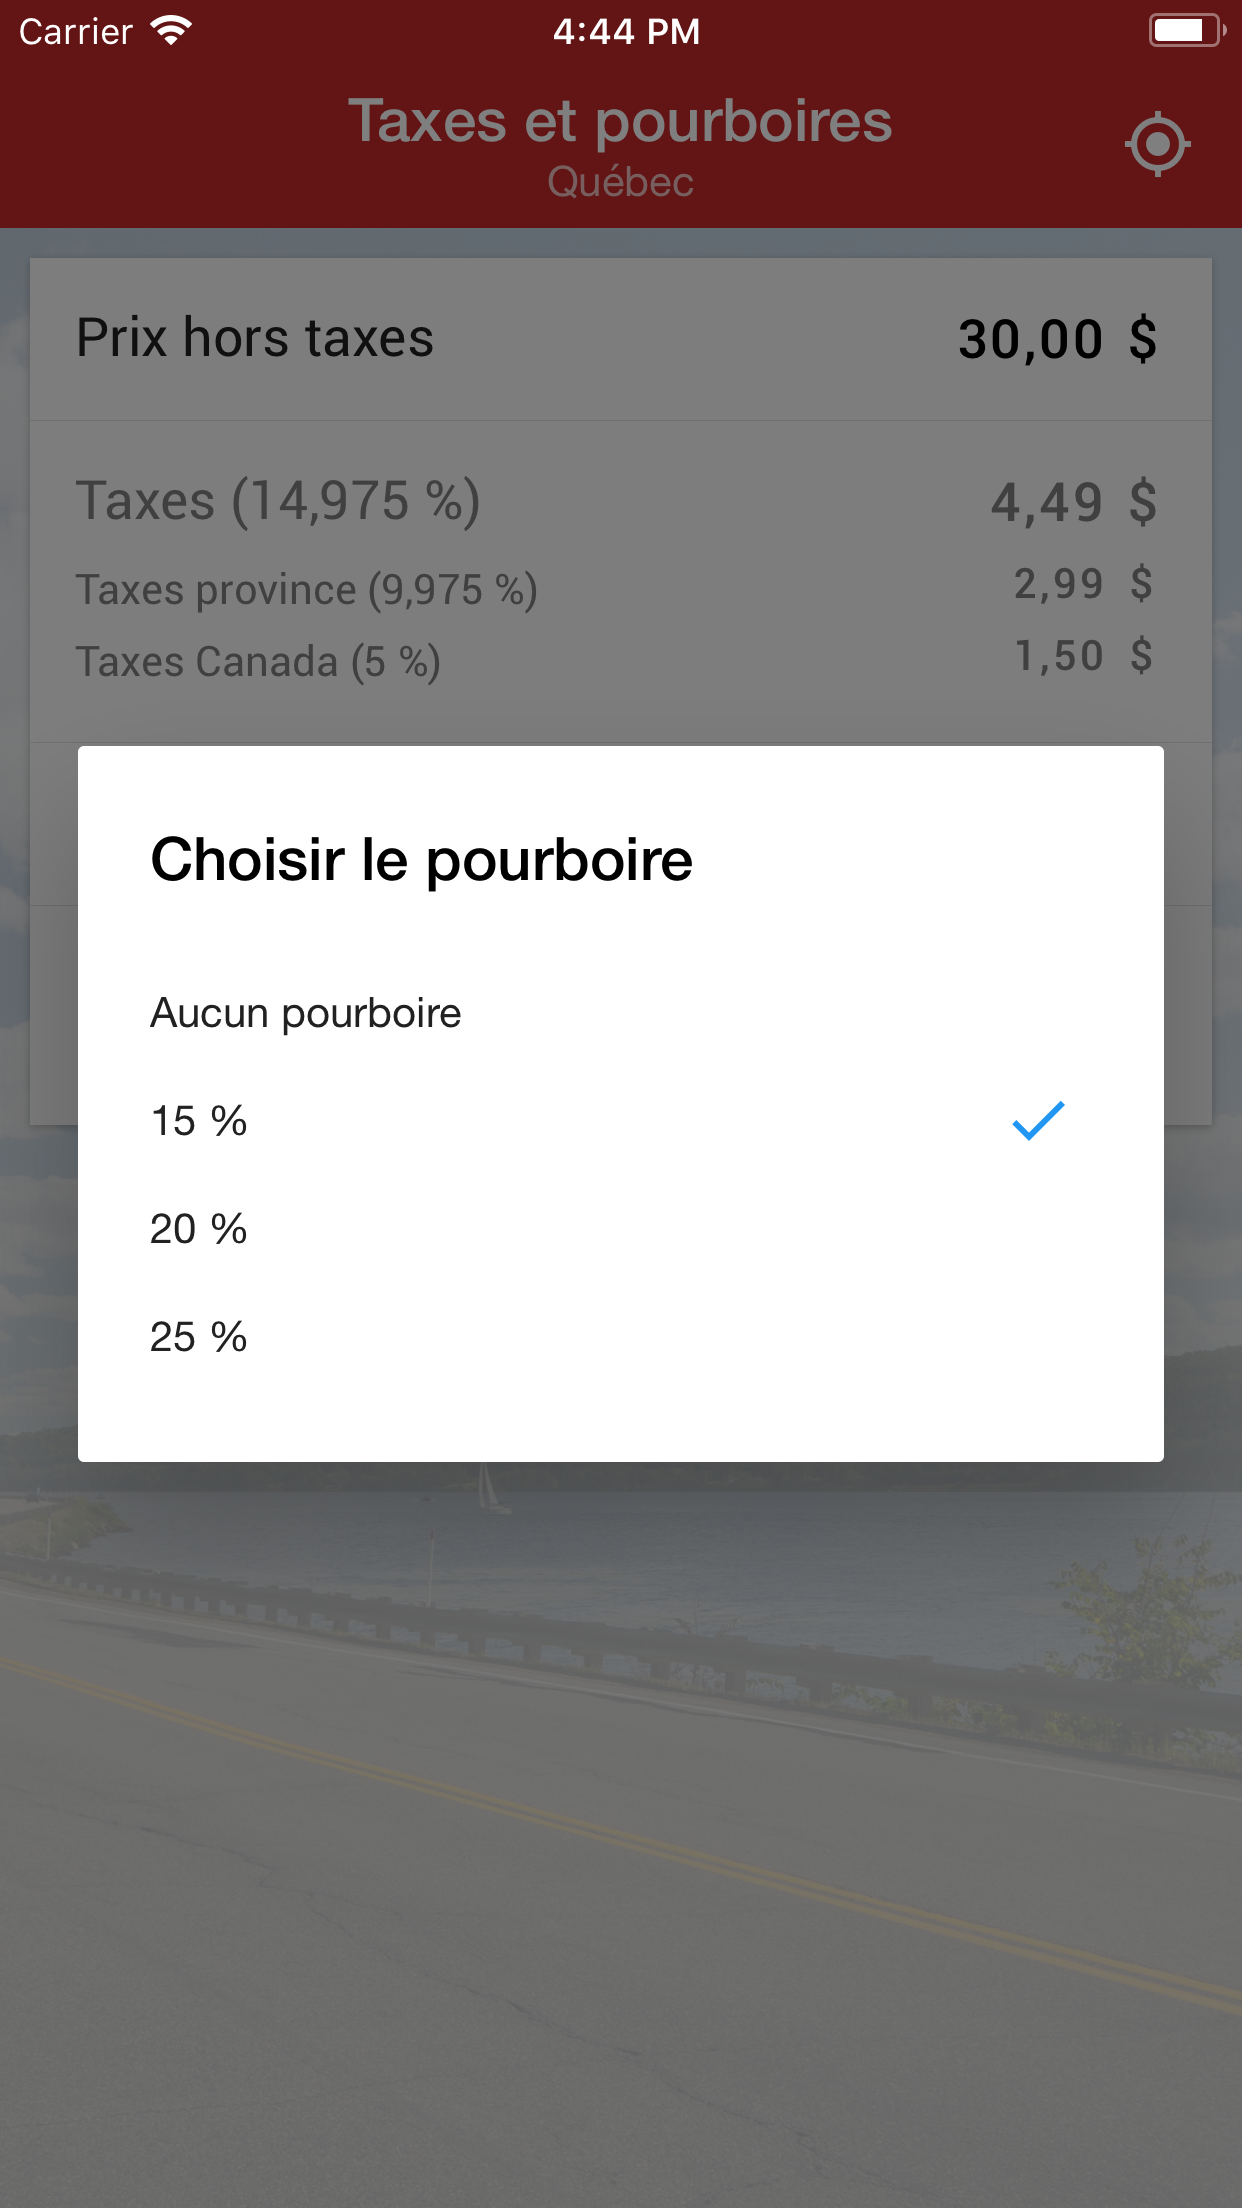 Carrier 4:44 PM
Taxes et pourboires
Québec
Prix hors taxes 30,00 $
Taxes (14,975 %) 4,49 $
Taxes province (9,975 %) 2,99 $
Taxes Canada (5 %) 1,50 $
Choisir le pourboire
Aucun pourboire
15 %
20 %
25 %